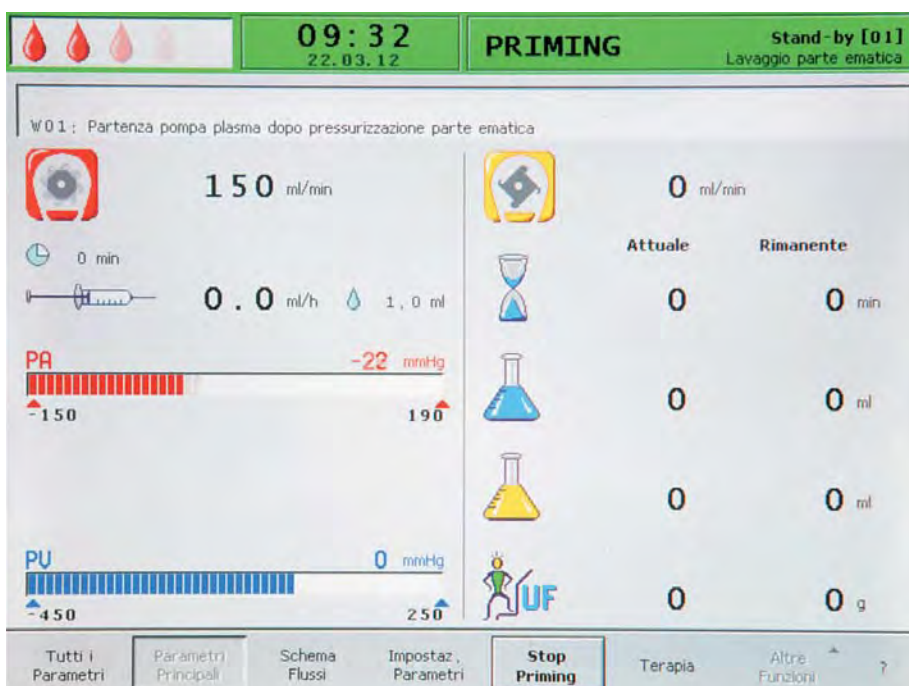 09:32
22.03.12
PRIMING
Stand-by [01]
Lavaggio parte ematica
W01: Partenza pompa plasma dopo pressurizzazione parte ematica
150 ml/min
0 ml/min
0 min
Attuale Rimanente
0.0 ml/h 1,0 ml
0 0 min
PA -22 mmHg
-150 190
0 0 ml
0 0 ml
PV 0 mmHg
-450 250
UF 0 0 g
Tutti i Parametri
Parametri Principali
Schema Flussi
Impostaz. Parametri
Stop Priming
Terapia
Altre Funzioni
?